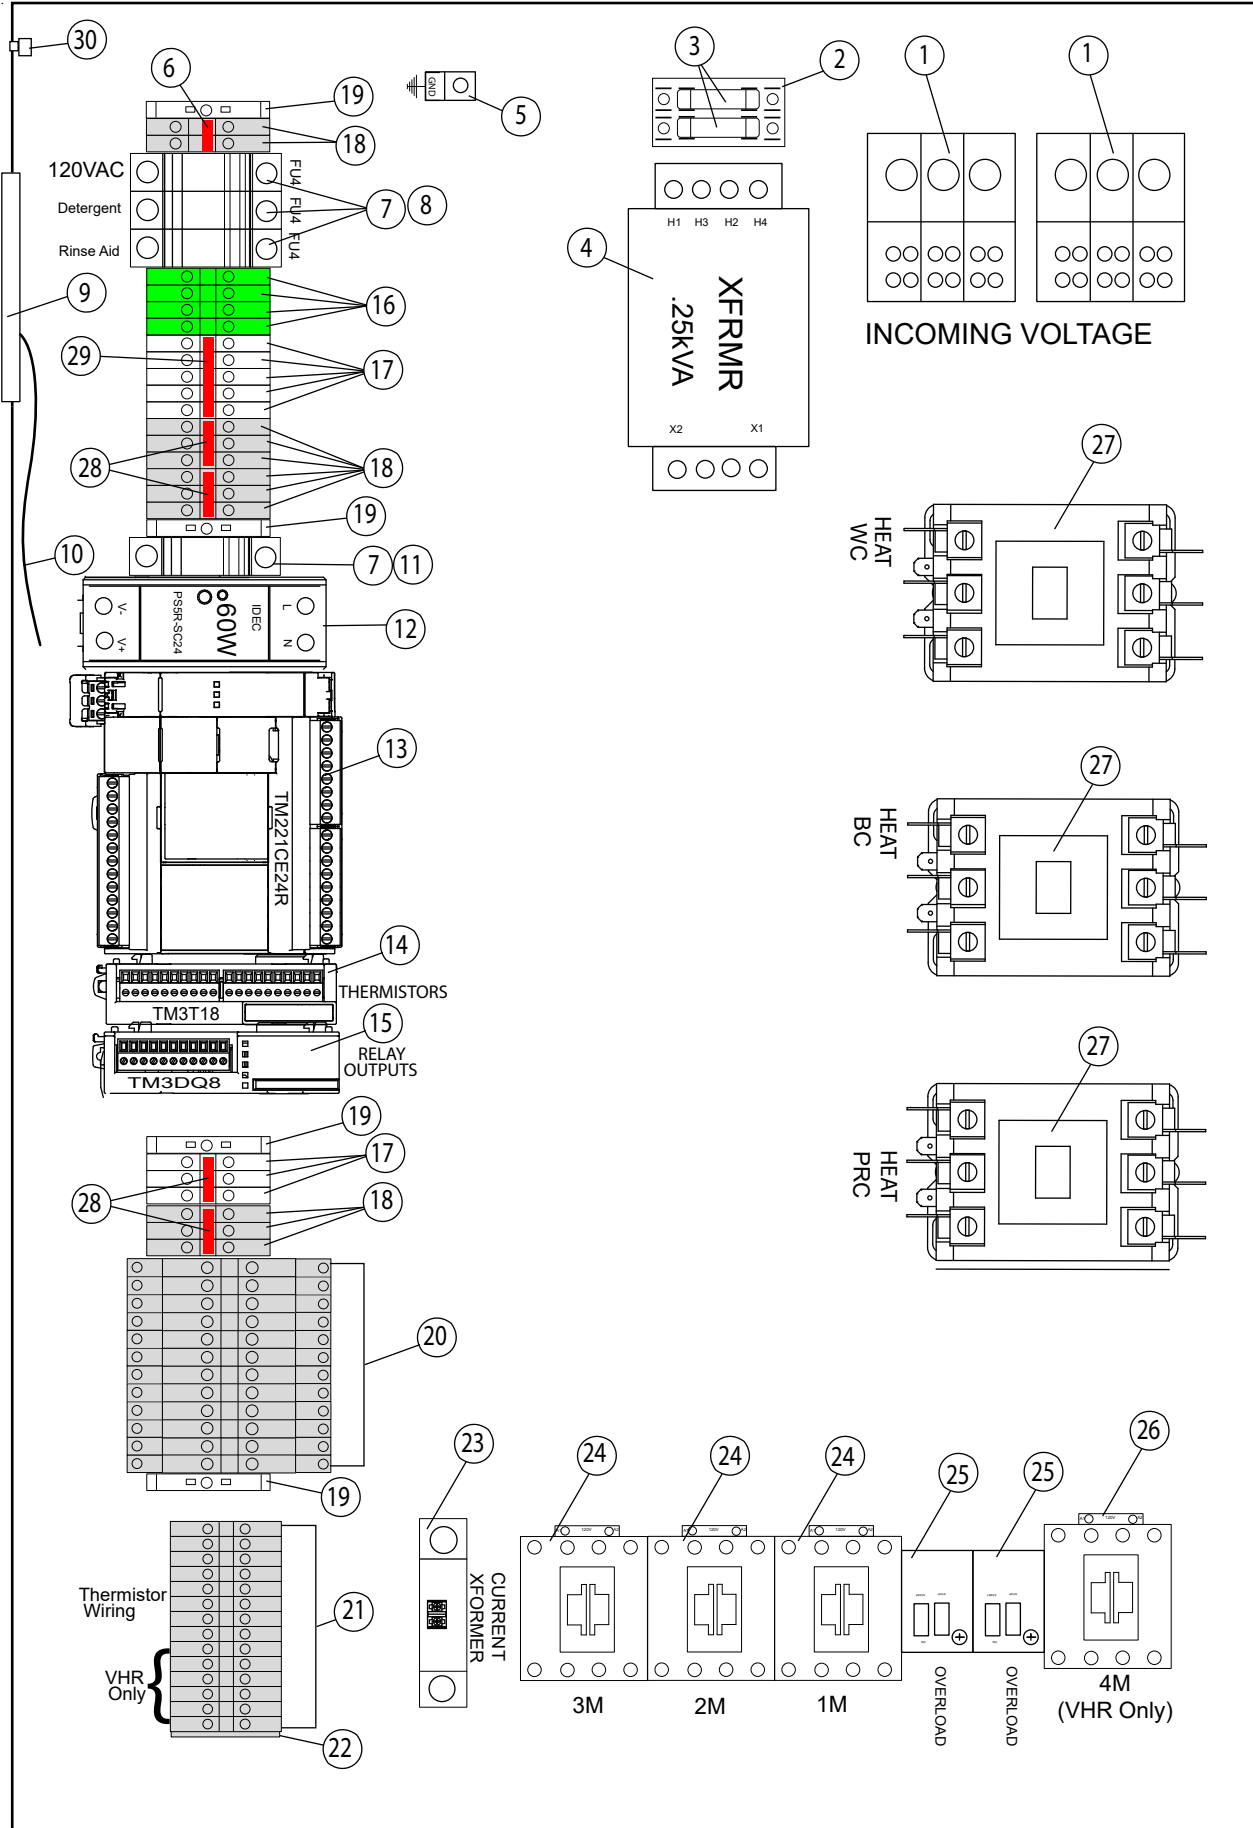 30
6
3
2
1
1
GND
5
19
18
120VAC
Detergent
Rinse Aid
FU4
FU4
FU4
7
8
H1 H3 H2 H4
4
XFRMR
.25kVA
X2 X1
INCOMING VOLTAGE
9
16
29
17
28
18
19
10
7
11
27
HEAT
WC
V-
V+
PS5R-SC24
60W
IDEC
L
N
12
13
TM221CE24R
27
HEAT
BC
14
THERMISTORS
TM3T18
15
RELAY
OUTPUTS
TM3DQ8
27
HEAT
PRC
19
17
28
18
20
19
23
24
24
24
25
25
26
120V
120V
120V
120V
Thermistor
Wiring
21
VHR
Only
22
CURRENT
XFORMER
3M
2M
1M
OVERLOAD
OVERLOAD
4M
(VHR Only)